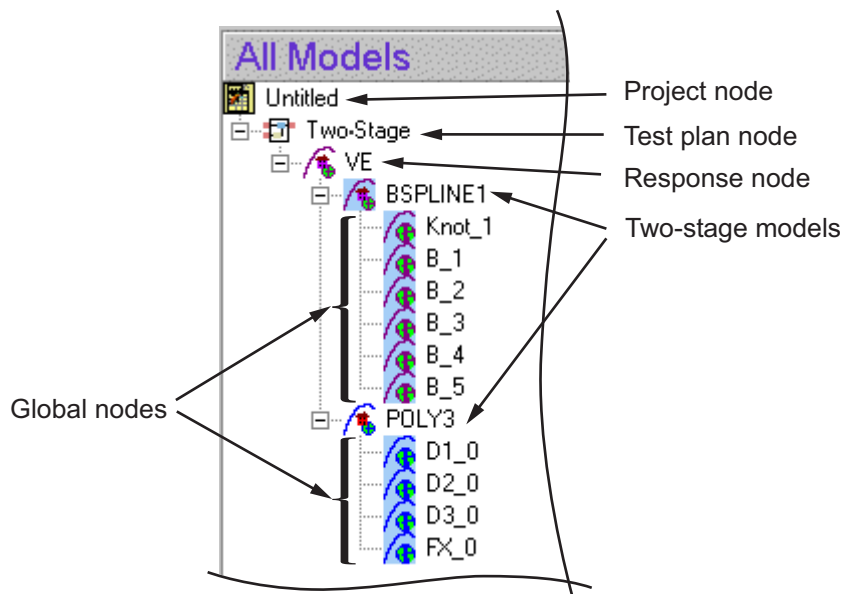 All Models
Untitled
Project node
Two-Stage
Test plan node
VE
Response node
BSPLINE1
Two-stage models
Knot_1
B_1
B_2
B_3
B_4
B_5
Global nodes
POLY3
D1_0
D2_0
D3_0
FX_0